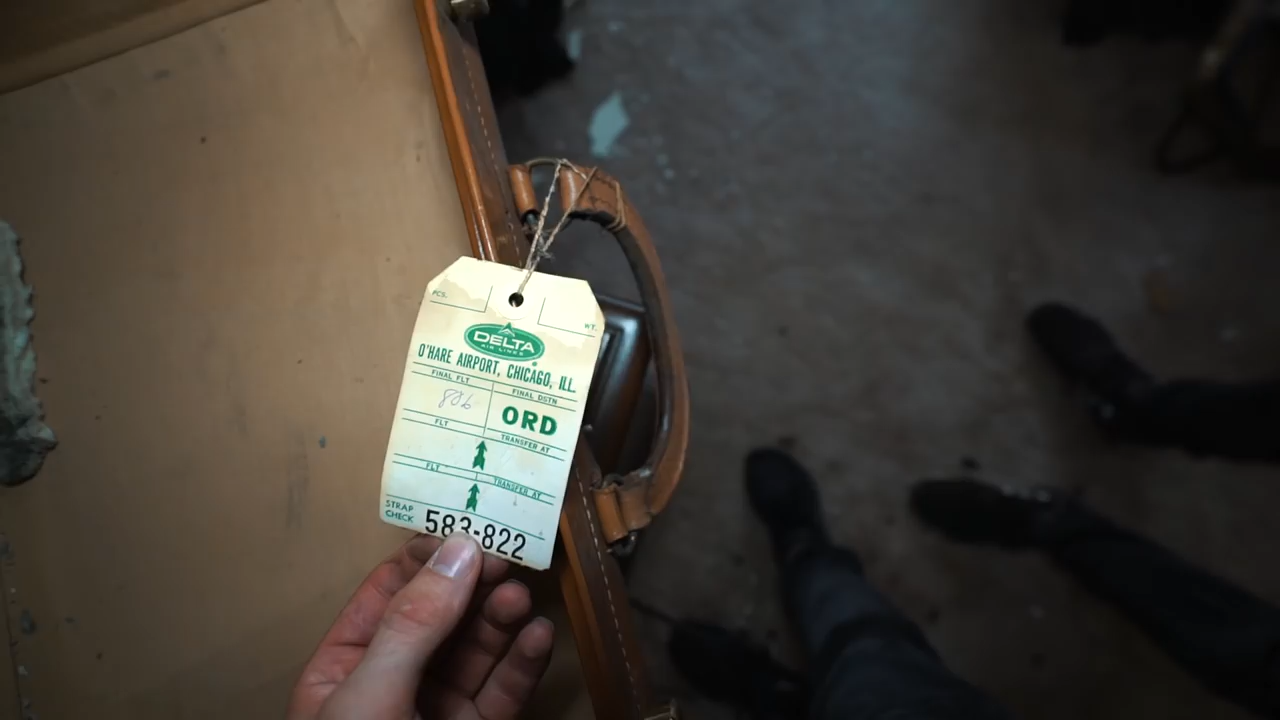 PCS.
WT.
DELTA
AIR LINES
O'HARE AIRPORT, CHICAGO, ILL.
FINAL FLT
FINAL DSTN
ORD
FLT
TRANSFER AT
FLT
TRANSFER AT
STRAP
CHECK
583-822